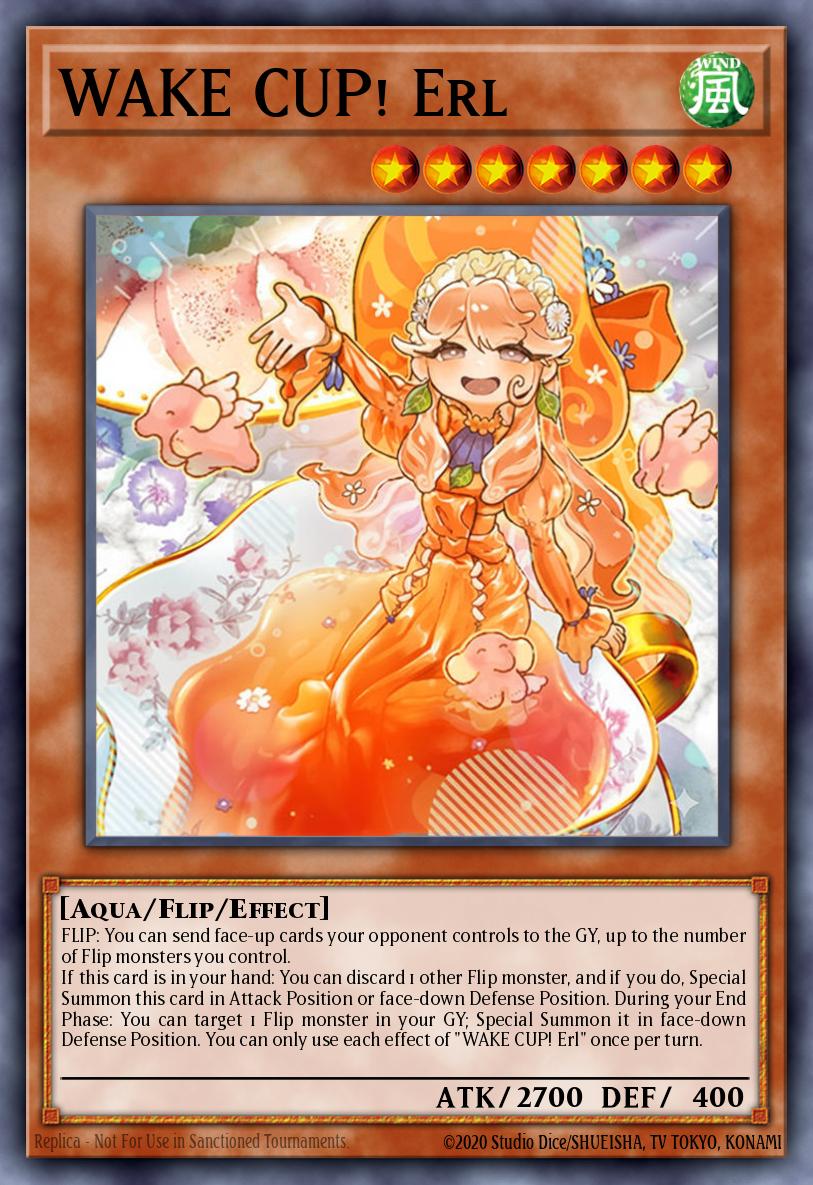 WAKE CUP! Erl
WIND
風
[Aqua/Flip/Effect]
FLIP: You can send face-up cards your opponent controls to the GY, up to the number
of Flip monsters you control.
If this card is in your hand: You can discard 1 other Flip monster, and if you do, Special
Summon this card in Attack Position or face-down Defense Position. During your End
Phase: You can target 1 Flip monster in your GY; Special Summon it in face-down
Defense Position. You can only use each effect of "WAKE CUP! Erl" once per turn.
ATK/2700 DEF/ 400
Replica - Not For Use in Sanctioned Tournaments.
©2020 Studio Dice/SHUEISHA, TV TOKYO, KONAMI